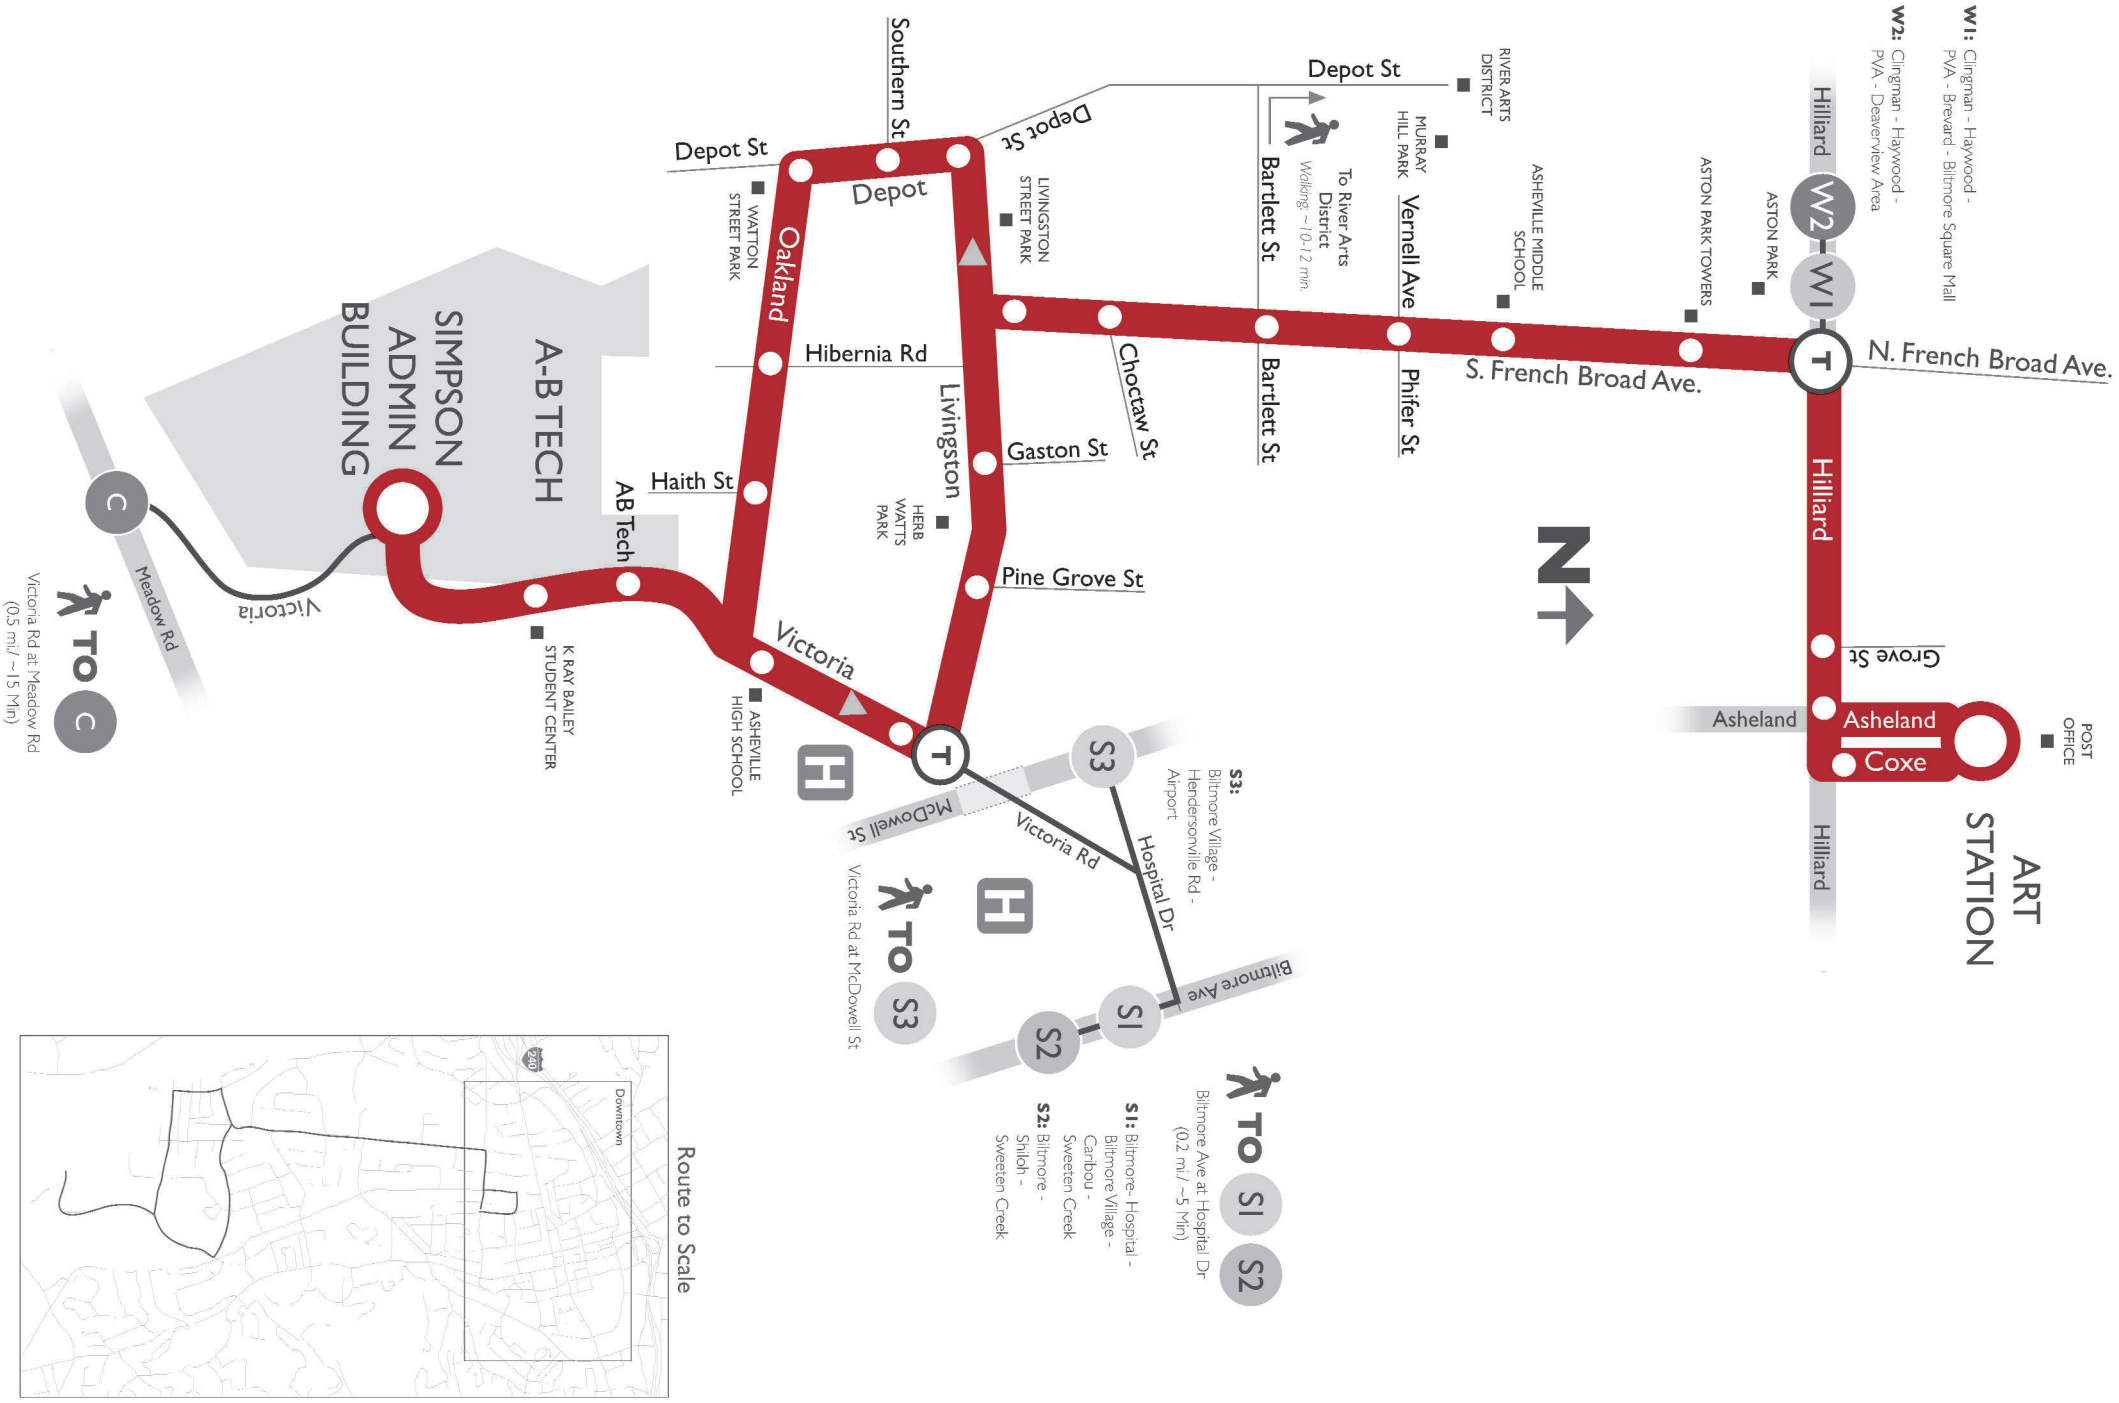 W1: Clingman - Haywood -
PVA - Brevard - Biltmore Square Mall
W2: Clingman - Haywood -
PVA - Deaverview Area
Hilliard
W2
W1
T
N. French Broad Ave.
ASTON PARK
ASTON PARK TOWERS
ASHEVILLE MIDDLE
SCHOOL
RIVER ARTS
DISTRICT
MURRAY
HILL PARK
Depot St
Depot St
To River Arts
District
Walking: ~10-12 min.
Bartlett St
Vernell Ave
S. French Broad Ave.
Phifer St
Bartlett St
Choctaw St
LIVINGSTON
STREET PARK
Southern St
Depot St
Depot
WATTON
STREET PARK
Oakland
Hibernia Rd
Livingston
Gaston St
HERB
WATTS
PARK
Pine Grove St
Haith St
AB Tech
A-B TECH
SIMPSON
ADMIN
BUILDING
K RAY BAILEY
STUDENT CENTER
Victoria
ASHEVILLE
HIGH SCHOOL
H
T
C
Meadow Rd
Victoria
TO
C
Victoria Rd at Meadow Rd
(0.5 mi./ ~15 Min)
Hilliard
N
Grove St
Asheland
Asheland
Coxe
Hilliard
POST
OFFICE
ART
STATION
S3
S3:
Biltmore Village -
Hendersonville Rd -
Airport
McDowell St
Victoria Rd
Hospital Dr
H
TO
S3
Victoria Rd at McDowell St
Biltmore Ave
S1
S2
TO
S1
S2
Biltmore Ave at Hospital Dr
(0.2 mi./ ~5 Min)
S1: Biltmore- Hospital -
Biltmore Village -
Caribou -
Sweeten Creek
S2: Biltmore -
Shiloh -
Sweeten Creek
Route to Scale
Downtown
240